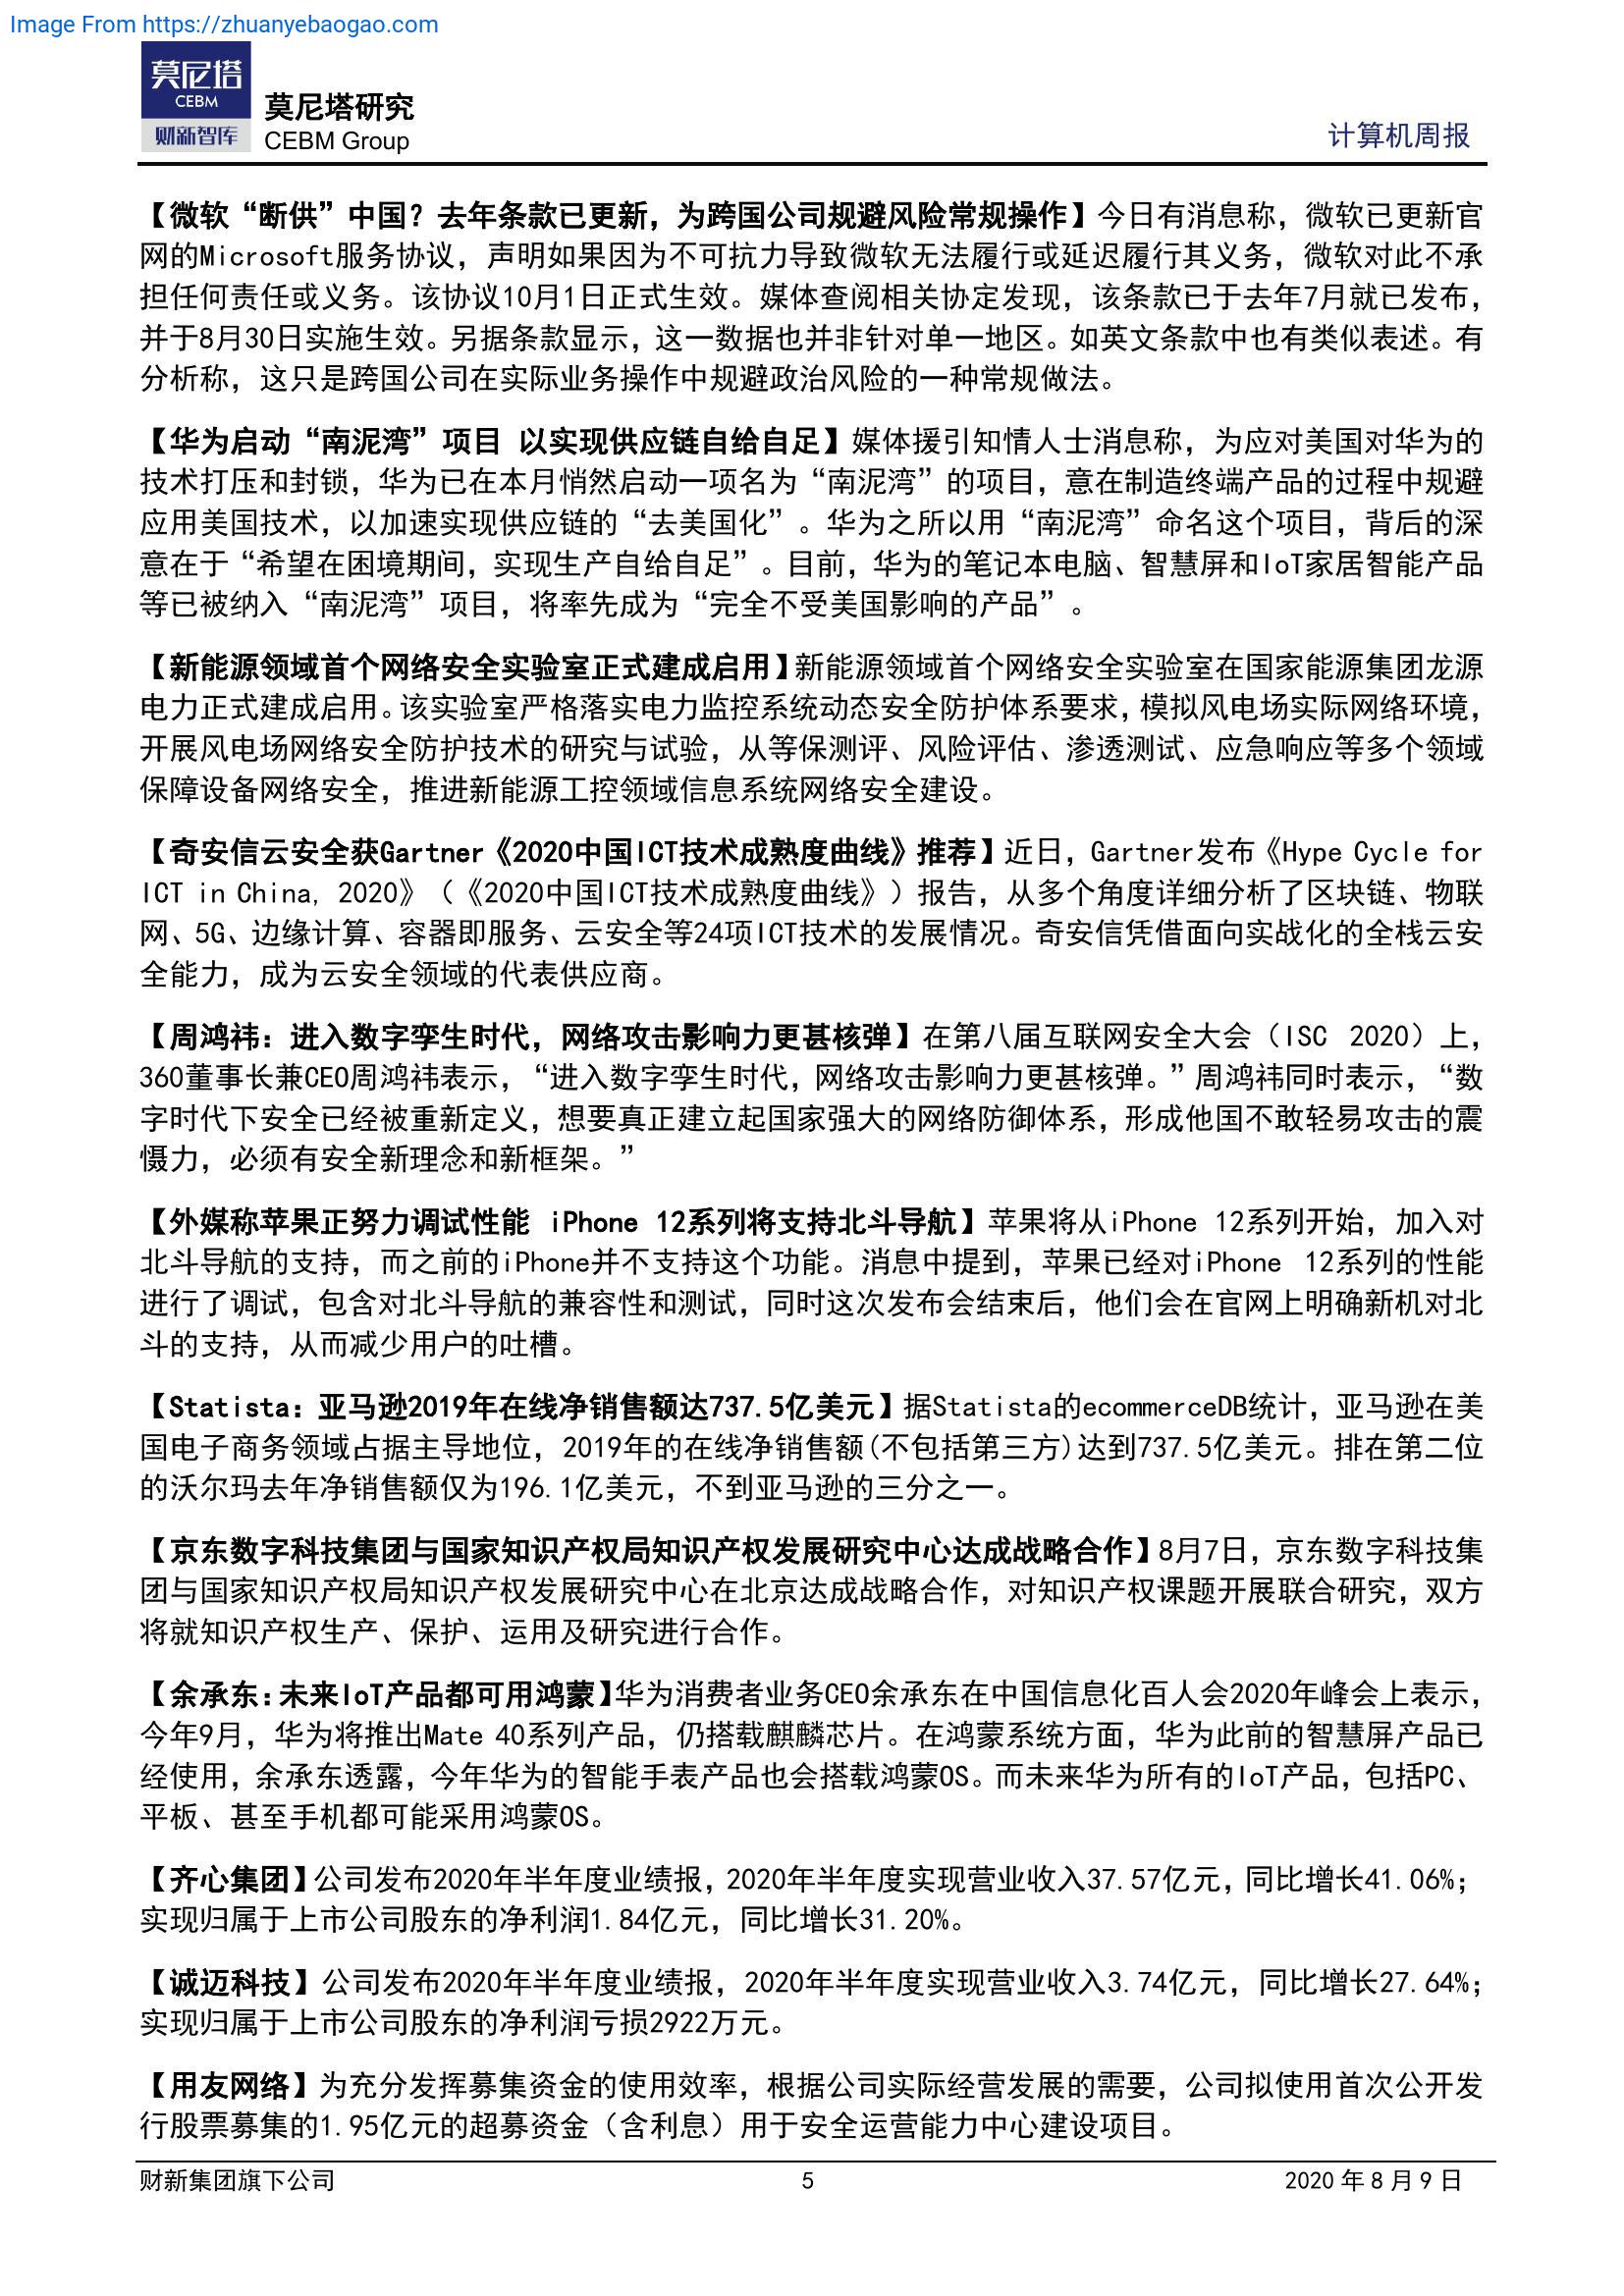 Image From https://zhuanyebaogao.com
莫尼塔
CEBM
财新智库
莫尼塔研究
CEBM Group
计算机周报
【微软“断供”中国？去年条款已更新，为跨国公司规避风险常规操作】今日有消息称，微软已更新官
网的Microsoft服务协议，声明如果因为不可抗力导致微软无法履行或延迟履行其义务，微软对此不承
担任何责任或义务。该协议10月1日正式生效。媒体查阅相关协定发现，该条款已于去年7月就已发布，
并于8月30日实施生效。另据条款显示，这一数据也并非针对单一地区。如英文条款中也有类似表述。有
分析称，这只是跨国公司在实际业务操作中规避政治风险的一种常规做法。
【华为启动“南泥湾”项目 以实现供应链自给自足】媒体援引知情人士消息称，为应对美国对华为的
技术打压和封锁，华为已在本月悄然启动一项名为“南泥湾”的项目，意在制造终端产品的过程中规避
应用美国技术，以加速实现供应链的“去美国化”。华为之所以用“南泥湾”命名这个项目，背后的深
意在于“希望在困境期间，实现生产自给自足”。目前，华为的笔记本电脑、智慧屏和IoT家居智能产品
等已被纳入“南泥湾”项目，将率先成为“完全不受美国影响的产品”。
【新能源领域首个网络安全实验室正式建成启用】新能源领域首个网络安全实验室在国家能源集团龙源
电力正式建成启用。该实验室严格落实电力监控系统动态安全防护体系要求，模拟风电场实际网络环境，
开展风电场网络安全防护技术的研究与试验，从等保测评、风险评估、渗透测试、应急响应等多个领域
保障设备网络安全，推进新能源工控领域信息系统网络安全建设。
【奇安信云安全获Gartner《2020中国ICT技术成熟度曲线》推荐】近日，Gartner发布《Hype Cycle for
ICT in China, 2020》（《2020中国ICT技术成熟度曲线》）报告，从多个角度详细分析了区块链、物联
网、5G、边缘计算、容器即服务、云安全等24项ICT技术的发展情况。奇安信凭借面向实战化的全栈云安
全能力，成为云安全领域的代表供应商。
【周鸿祎：进入数字孪生时代，网络攻击影响力更甚核弹】在第八届互联网安全大会（ISC 2020）上，
360董事长兼CEO周鸿祎表示，“进入数字孪生时代，网络攻击影响力更甚核弹。”周鸿祎同时表示，“数
字时代下安全已经被重新定义，想要真正建立起国家强大的网络防御体系，形成他国不敢轻易攻击的震
慑力，必须有安全新理念和新框架。”
【外媒称苹果正努力调试性能 iPhone 12系列将支持北斗导航】苹果将从iPhone 12系列开始，加入对
北斗导航的支持，而之前的iPhone并不支持这个功能。消息中提到，苹果已经对iPhone 12系列的性能
进行了调试，包含对北斗导航的兼容性和测试，同时这次发布会结束后，他们会在官网上明确新机对北
斗的支持，从而减少用户的吐槽。
【Statista：亚马逊2019年在线净销售额达737.5亿美元】据Statista的ecommerceDB统计，亚马逊在美
国电子商务领域占据主导地位，2019年的在线净销售额(不包括第三方)达到737.5亿美元。排在第二位
的沃尔玛去年净销售额仅为196.1亿美元，不到亚马逊的三分之一。
【京东数字科技集团与国家知识产权局知识产权发展研究中心达成战略合作】8月7日，京东数字科技集
团与国家知识产权局知识产权发展研究中心在北京达成战略合作，对知识产权课题开展联合研究，双方
将就知识产权生产、保护、运用及研究进行合作。
【余承东：未来IoT产品都可用鸿蒙】华为消费者业务CEO余承东在中国信息化百人会2020年峰会上表示，
今年9月，华为将推出Mate 40系列产品，仍搭载麒麟芯片。在鸿蒙系统方面，华为此前的智慧屏产品已
经使用，余承东透露，今年华为的智能手表产品也会搭载鸿蒙OS。而未来华为所有的IoT产品，包括PC、
平板、甚至手机都可能采用鸿蒙OS。
【齐心集团】公司发布2020年半年度业绩报，2020年半年度实现营业收入37.57亿元，同比增长41.06%；
实现归属于上市公司股东的净利润1.84亿元，同比增长31.20%。
【诚迈科技】公司发布2020年半年度业绩报，2020年半年度实现营业收入3.74亿元，同比增长27.64%；
实现归属于上市公司股东的净利润亏损2922万元。
【用友网络】为充分发挥募集资金的使用效率，根据公司实际经营发展的需要，公司拟使用首次公开发
行股票募集的1.95亿元的超募资金（含利息）用于安全运营能力中心建设项目。
财新集团旗下公司
5
2020 年 8 月 9 日